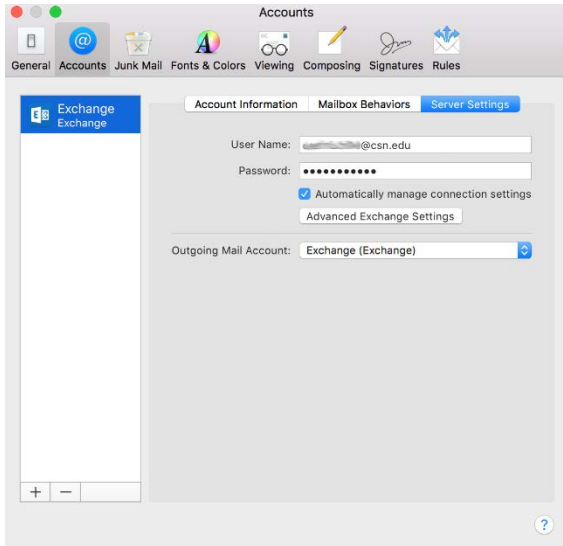 Accounts
General Accounts Junk Mail Fonts & Colors Viewing Composing Signatures Rules
Exchange
Exchange
Account Information Mailbox Behaviors Server Settings
User Name: @csn.edu
Password: •••••••••••
Automatically manage connection settings
Advanced Exchange Settings
Outgoing Mail Account: Exchange (Exchange)
+ −
?